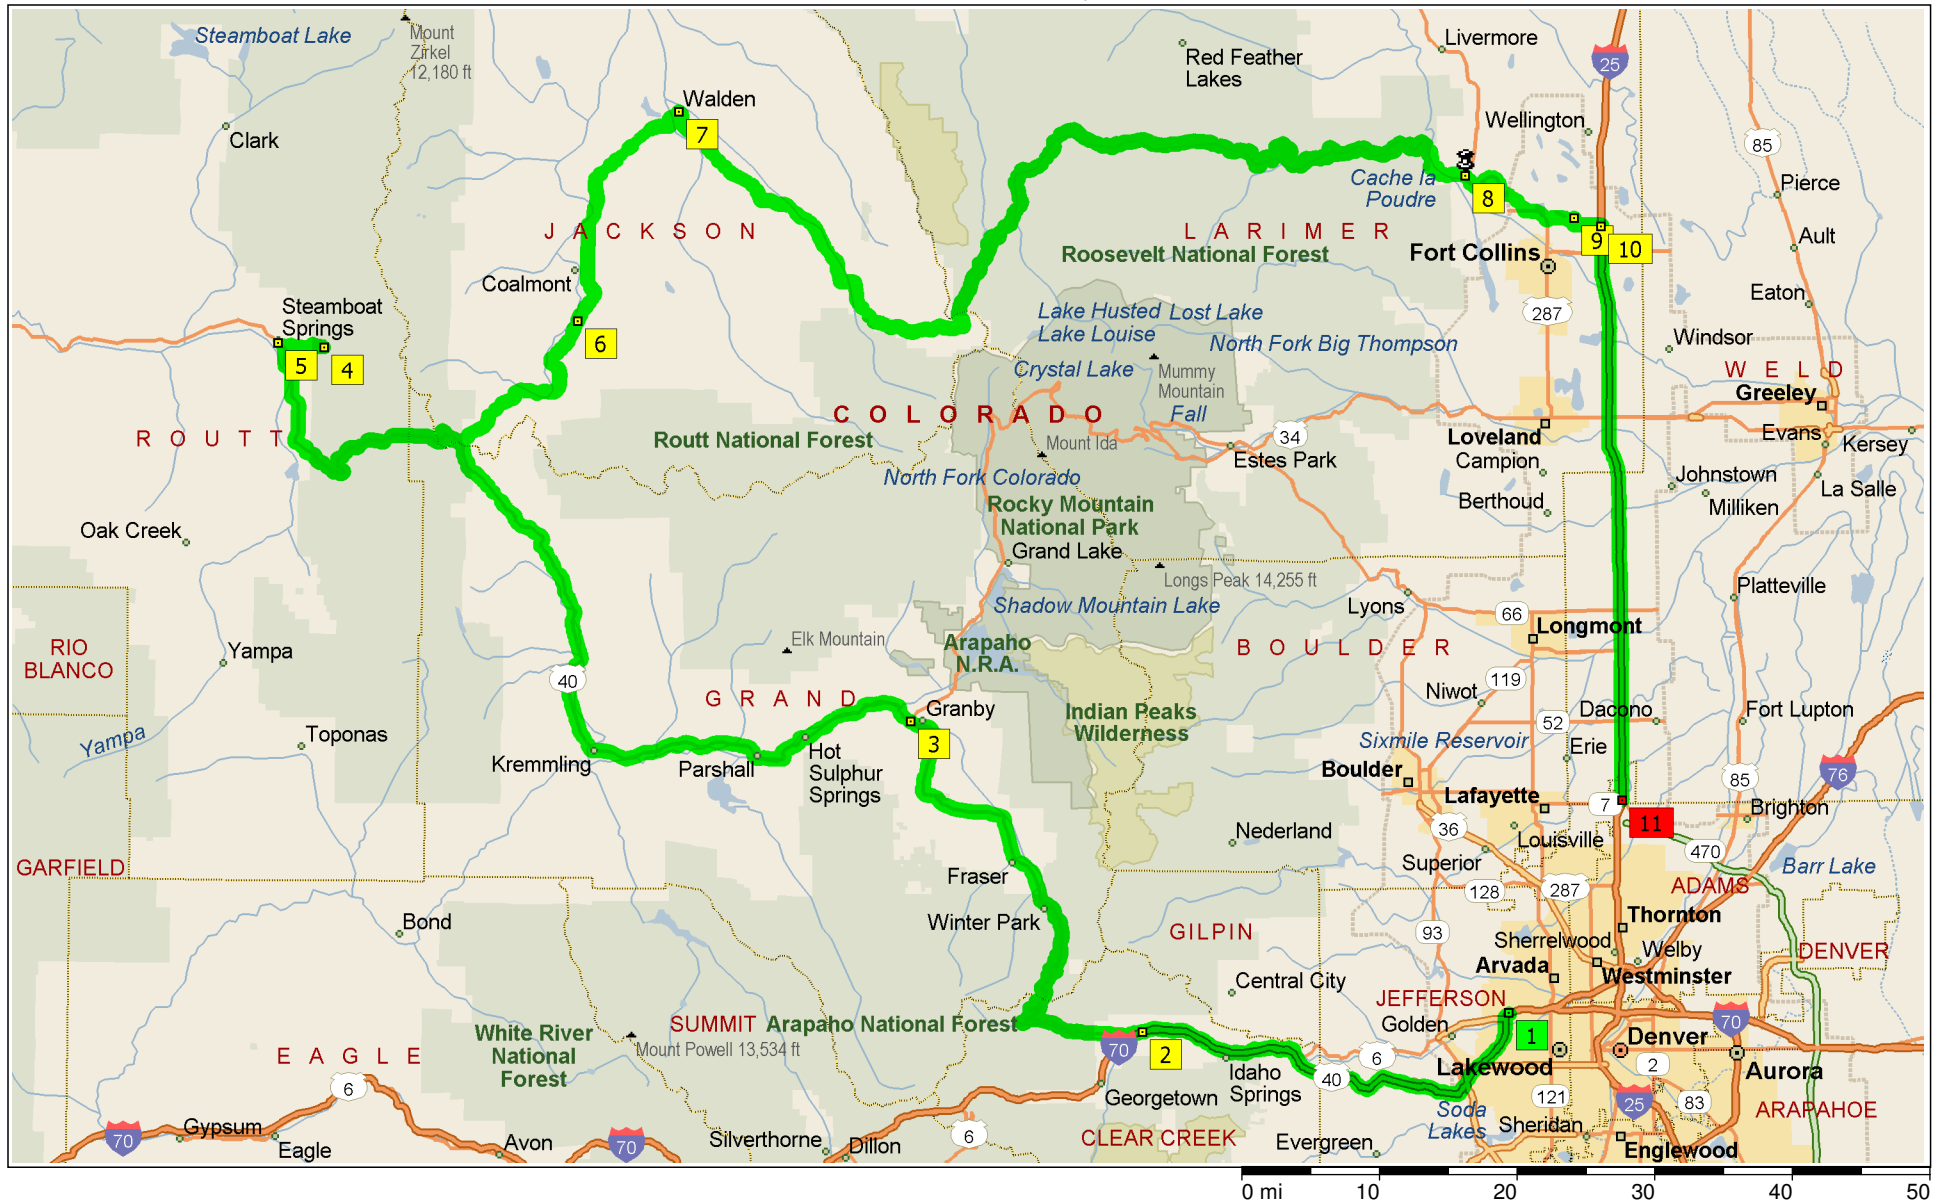 Steamboat Lake
Mount
Zirkel
12,180 ft
Livermore
Red Feather
Lakes
25
Walden
7
Wellington
Clark
85
Pierce
Cache la
Poudre
8
JACKSON
LARIMER
Roosevelt National Forest
Fort Collins
9
10
Ault
Coalmont
Eaton
Steamboat
Springs
Lake Husted
Lost Lake
Lake Louise
287
North Fork Big Thompson
Windsor
5
4
6
Crystal Lake
Mummy
Mountain
WELD
Greeley
COLORADO
Fall
ROUTT
Routt National Forest
Mount Ida
34
Estes Park
Loveland
Campion
Evans
Kersey
North Fork Colorado
Johnstown
La Salle
Rocky Mountain
National Park
Berthoud
Milliken
Oak Creek
Grand Lake
Longs Peak 14,255 ft
Platteville
Shadow Mountain Lake
Lyons
66
Longmont
RIO
BLANCO
Yampa
Elk Mountain
Arapaho
N.R.A.
BOULDER
40
GRAND
119
Niwot
Granby
Indian Peaks
Wilderness
52
Dacono
Fort Lupton
Yampa
Toponas
3
Sixmile Reservoir
Erie
Kremmling
Parshall
Hot
Sulphur
Springs
Boulder
85
76
Lafayette
7
Brighton
11
Nederland
36
Louisville
470
GARFIELD
Superior
Barr Lake
Fraser
128
287
ADAMS
Bond
Winter Park
GILPIN
93
Thornton
Sherrelwood
Welby
DENVER
Arvada
Westminster
Central City
JEFFERSON
White River
National
Forest
SUMMIT
Arapaho National Forest
Golden
1
Denver
70
EAGLE
Mount Powell 13,534 ft
70
2
6
Lakewood
2
Aurora
Idaho
Springs
40
6
Georgetown
121
25
83
ARAPAHOE
Soda
Lakes
Sheridan
70
Gypsum
Eagle
Avon
70
Silverthorne
Dillon
6
CLEAR CREEK
Evergreen
Englewood
0 mi
10
20
30
40
50